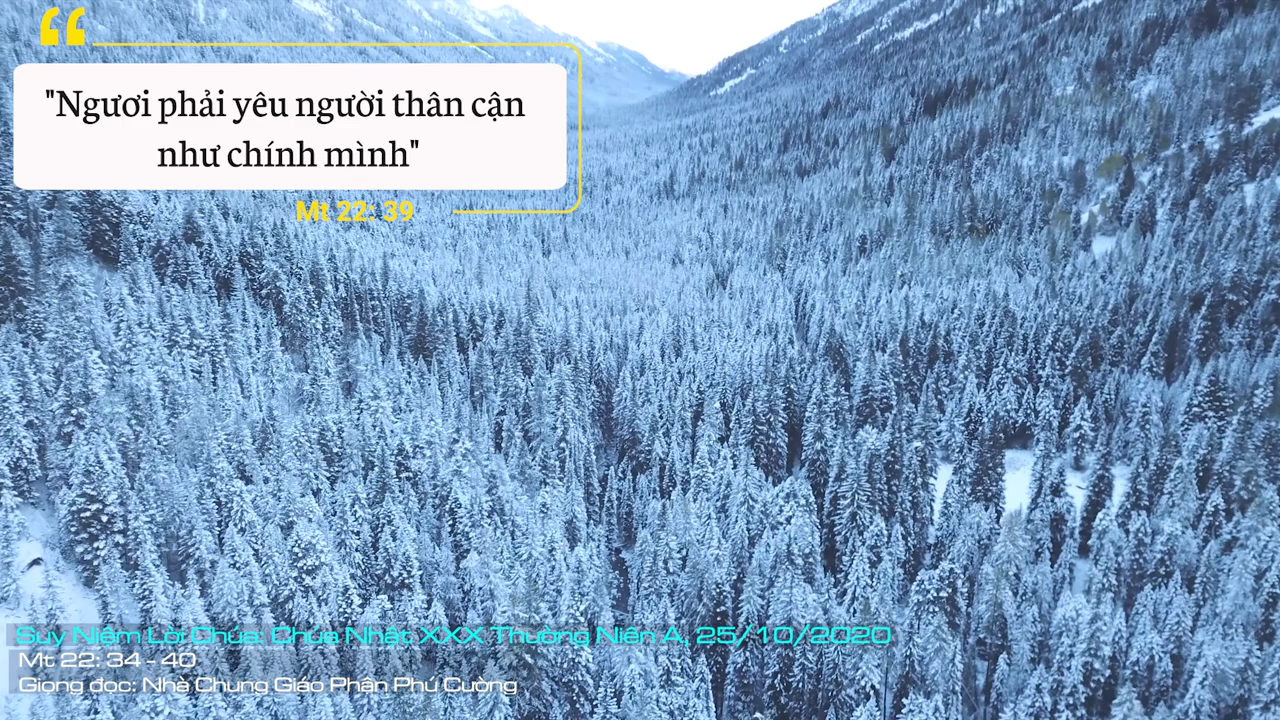 "Ngươi phải yêu người thân cận
như chính mình"
Mt 22: 39
Suy Niệm Lời Chúa: Chúa Nhật XXX Thường Niên A, 25/10/2020
Mt 22: 34 - 40
Giọng đọc: Nhà Chung Giáo Phận Phú Cường